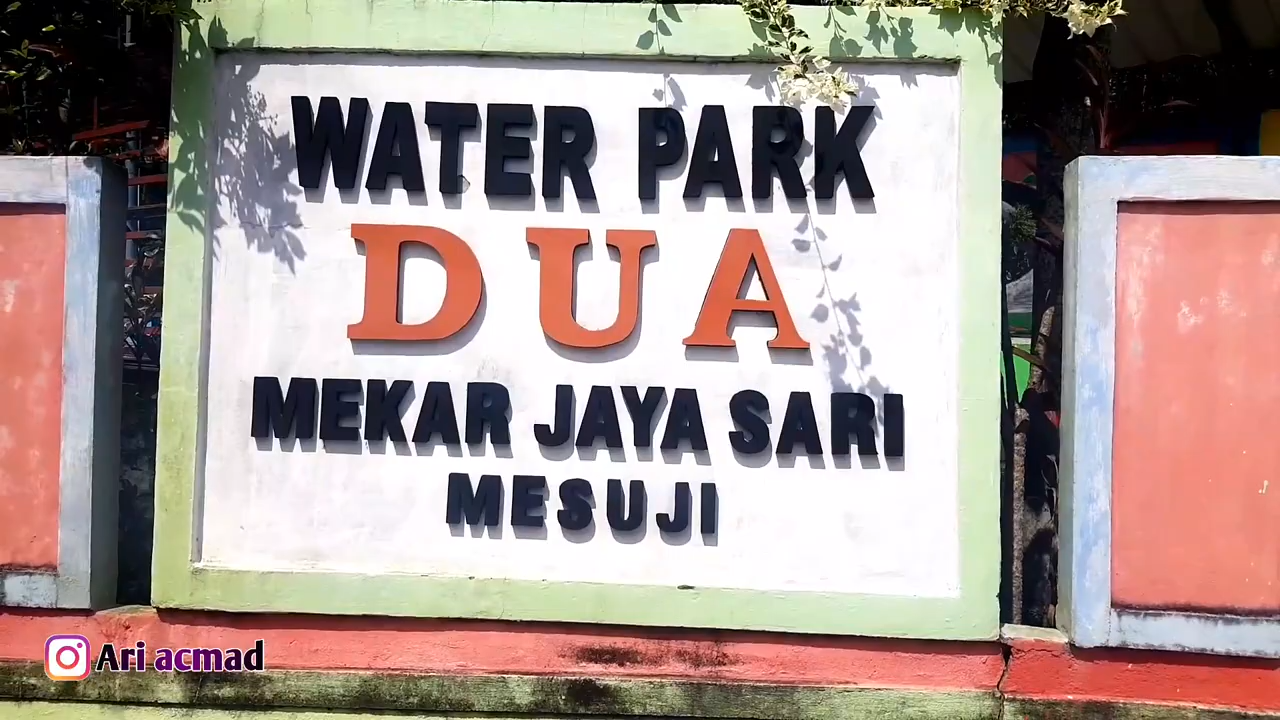 WATER PARK
DUA
MEKAR JAYA SARI
MESUJI
Ari acmad